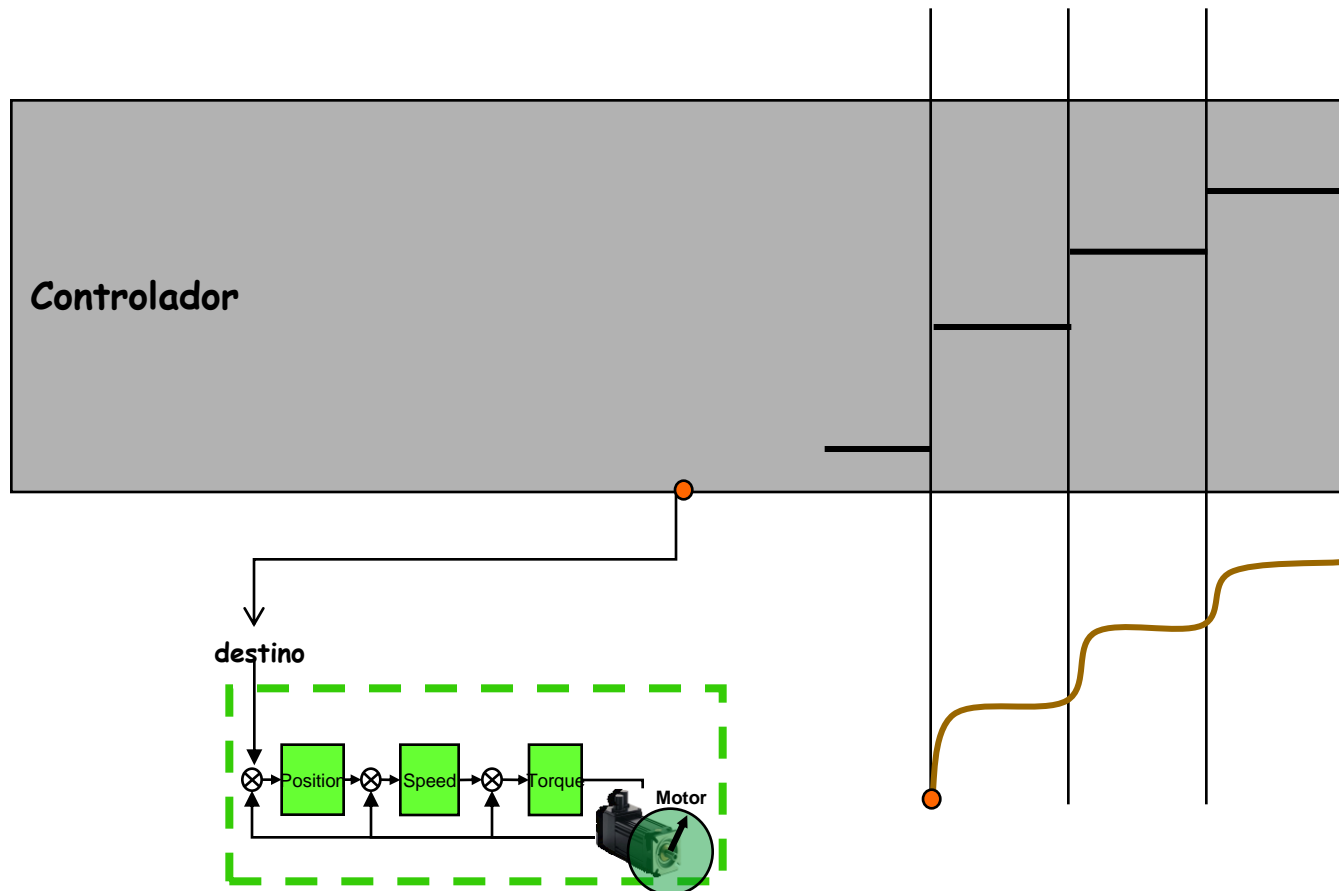 Controlador
destino
Position
Speed
Torque
Motor